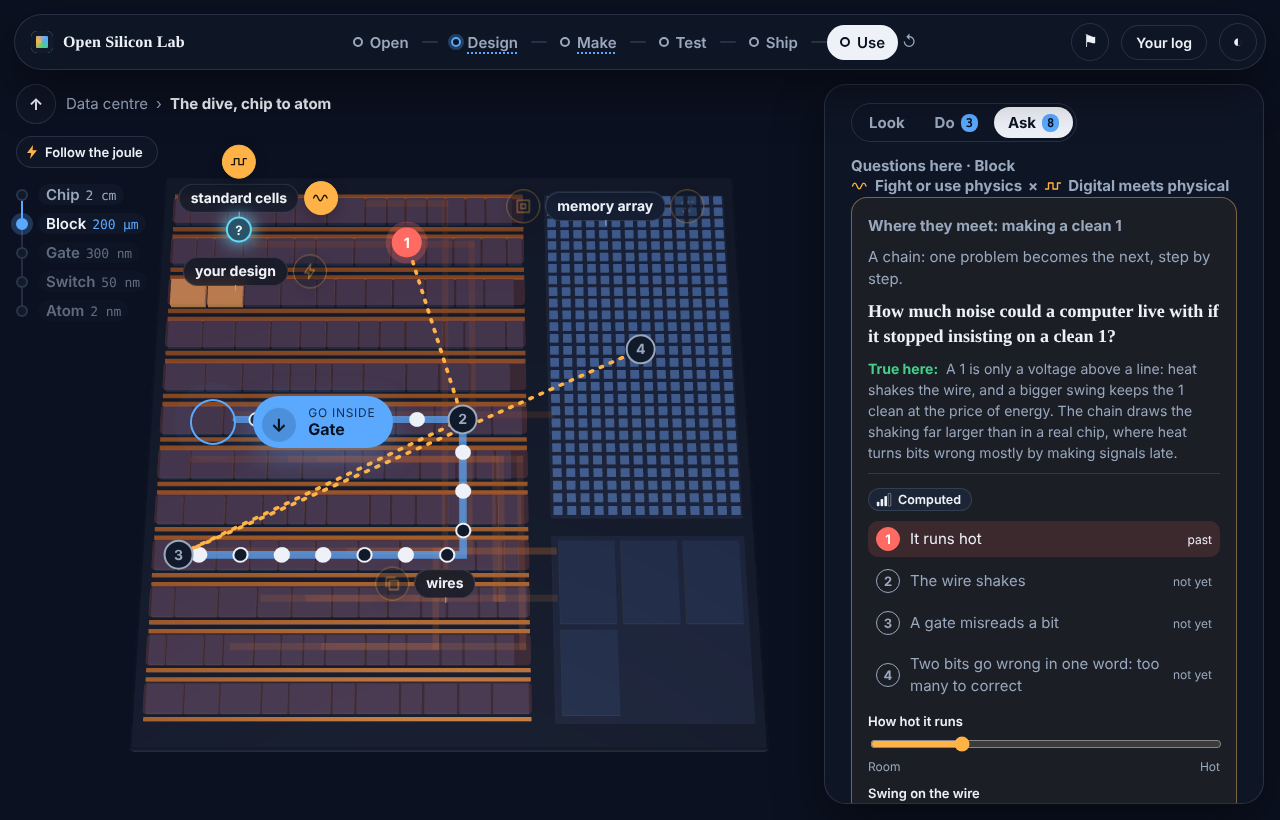 Open Silicon Lab
Open
Design
Make
Test
Ship
Use
Your log
Data centre › The dive, chip to atom
Follow the joule
Chip 2 cm
Block 200 µm
Gate 300 nm
Switch 50 nm
Atom 2 nm
standard cells
?
memory array
1
your design
4
GO INSIDE
Gate
2
3
wires
Look
Do 3
Ask 8
Questions here · Block
Fight or use physics × Digital meets physical
Where they meet: making a clean 1
A chain: one problem becomes the next, step by
step.
How much noise could a computer live with if
it stopped insisting on a clean 1?
True here: A 1 is only a voltage above a line: heat
shakes the wire, and a bigger swing keeps the 1
clean at the price of energy. The chain draws the
shaking far larger than in a real chip, where heat
turns bits wrong mostly by making signals late.
Computed
1 It runs hot past
2 The wire shakes not yet
3 A gate misreads a bit not yet
4 Two bits go wrong in one word: too
many to correct not yet
How hot it runs
Room Hot
Swing on the wire